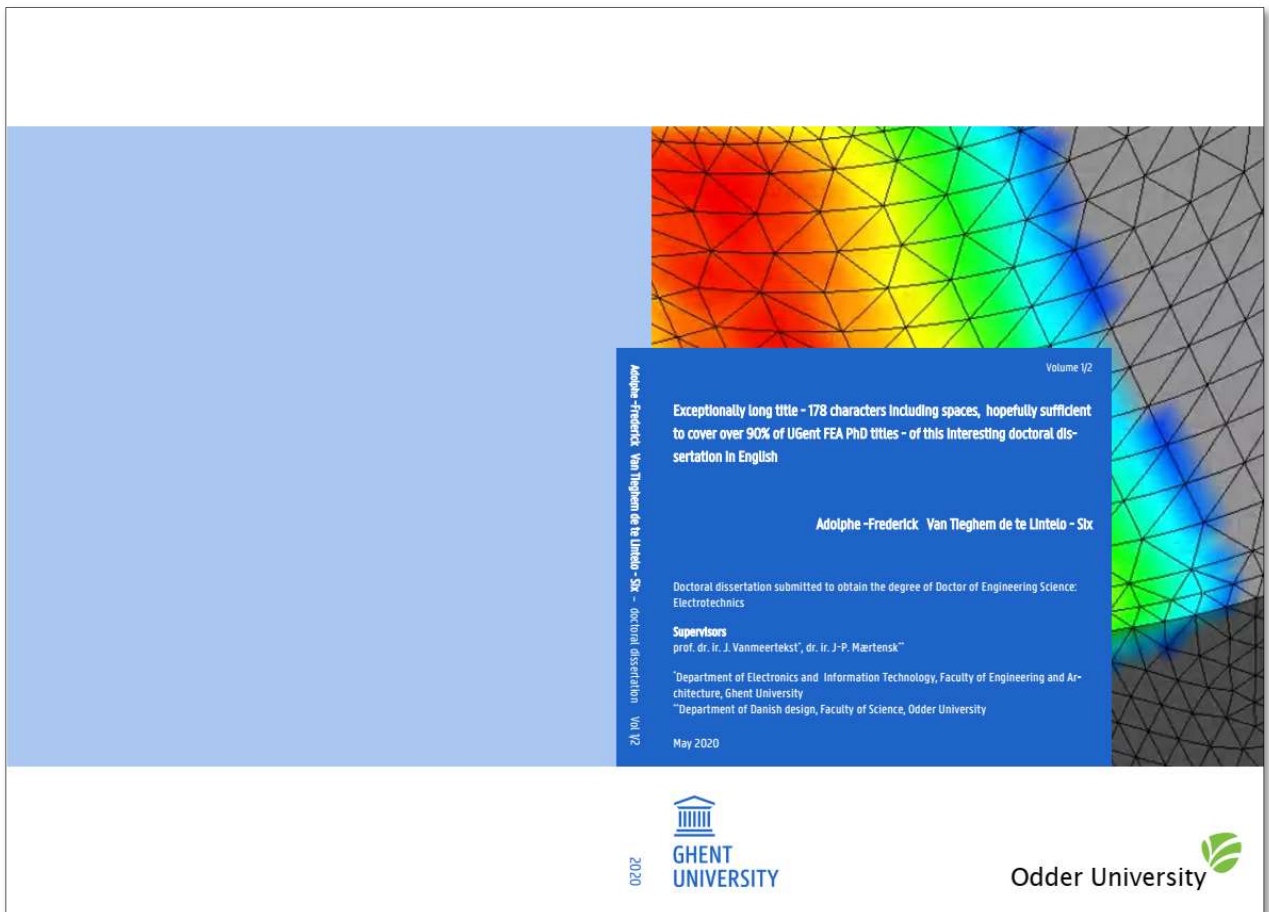 Adolphe -Frederick Van Tieghem de te Lintelo - Six - doctoral dissertation Vol 1/2
2020
Volume 1/2
Exceptionally long title - 178 characters including spaces, hopefully sufficient
to cover over 90% of UGent FEA PhD titles - of this interesting doctoral dis-
sertation in English
Adolphe -Frederick Van Tieghem de te Lintelo - Six
Doctoral dissertation submitted to obtain the degree of Doctor of Engineering Science:
Electrotechnics
Supervisors
prof. dr. ir. J. Vanmeertekst*, dr. ir. J-P. Mærtensk**
*Department of Electronics and Information Technology, Faculty of Engineering and Ar-
chitecture, Ghent University
**Department of Danish design, Faculty of Science, Odder University
May 2020
GHENT
UNIVERSITY
Odder University